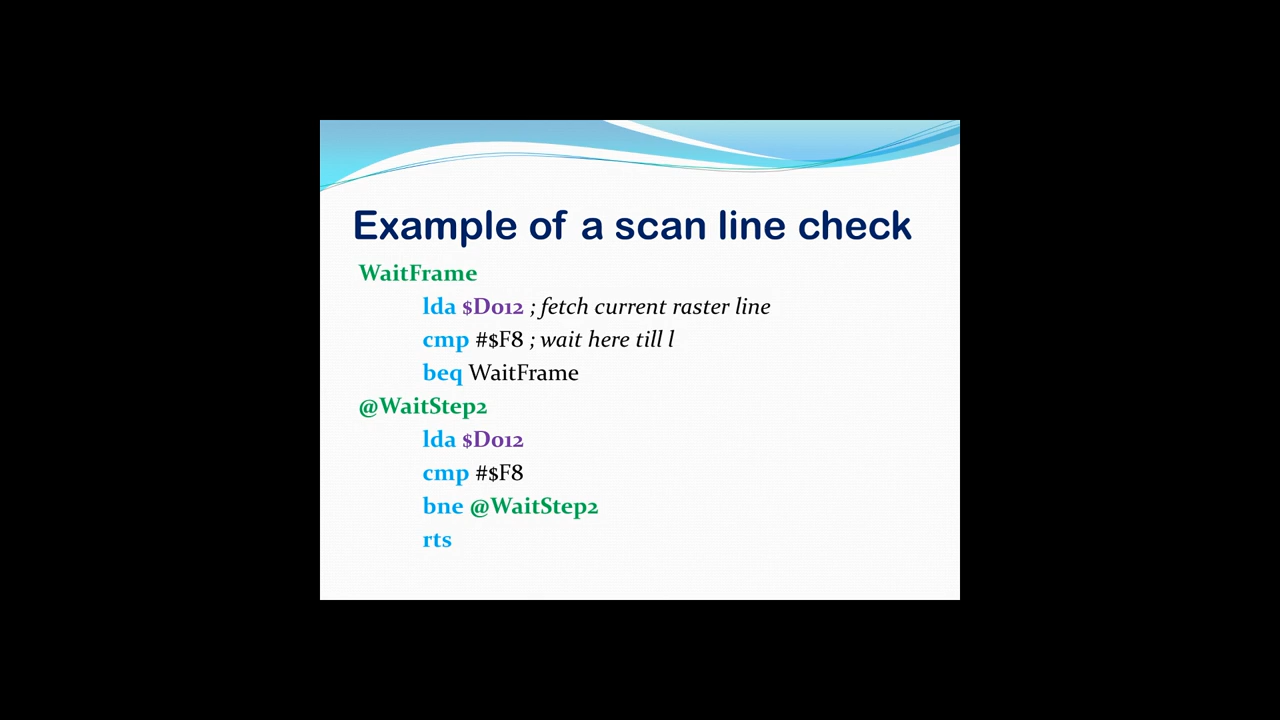 Example of a scan line check
WaitFrame
lda $D012 ; fetch current raster line
cmp #$F8 ; wait here till l
beq WaitFrame
@WaitStep2
lda $D012
cmp #$F8
bne @WaitStep2
rts